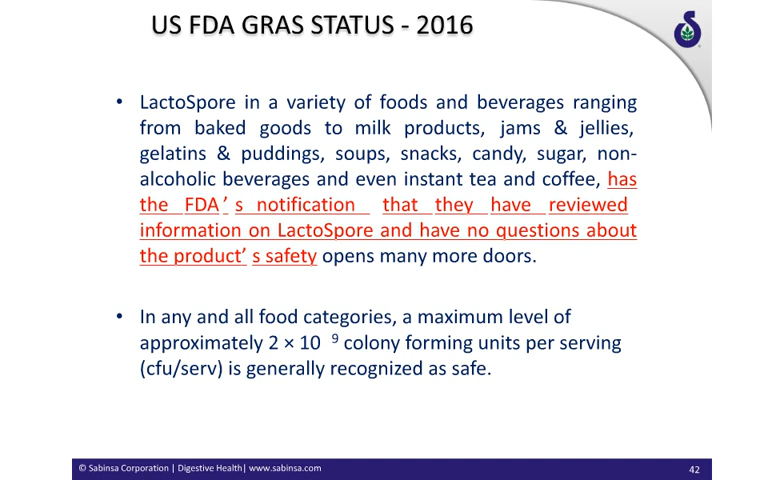 US FDA GRAS STATUS - 2016
• LactoSpore in a variety of foods and beverages ranging
from baked goods to milk products, jams & jellies,
gelatins & puddings, soups, snacks, candy, sugar, non-
alcoholic beverages and even instant tea and coffee, has
the FDA’ s notification that they have reviewed
information on LactoSpore and have no questions about
the product’ s safety opens many more doors.
• In any and all food categories, a maximum level of
approximately 2 × 10 ⁹ colony forming units per serving
(cfu/serv) is generally recognized as safe.
© Sabinsa Corporation | Digestive Health| www.sabinsa.com
42